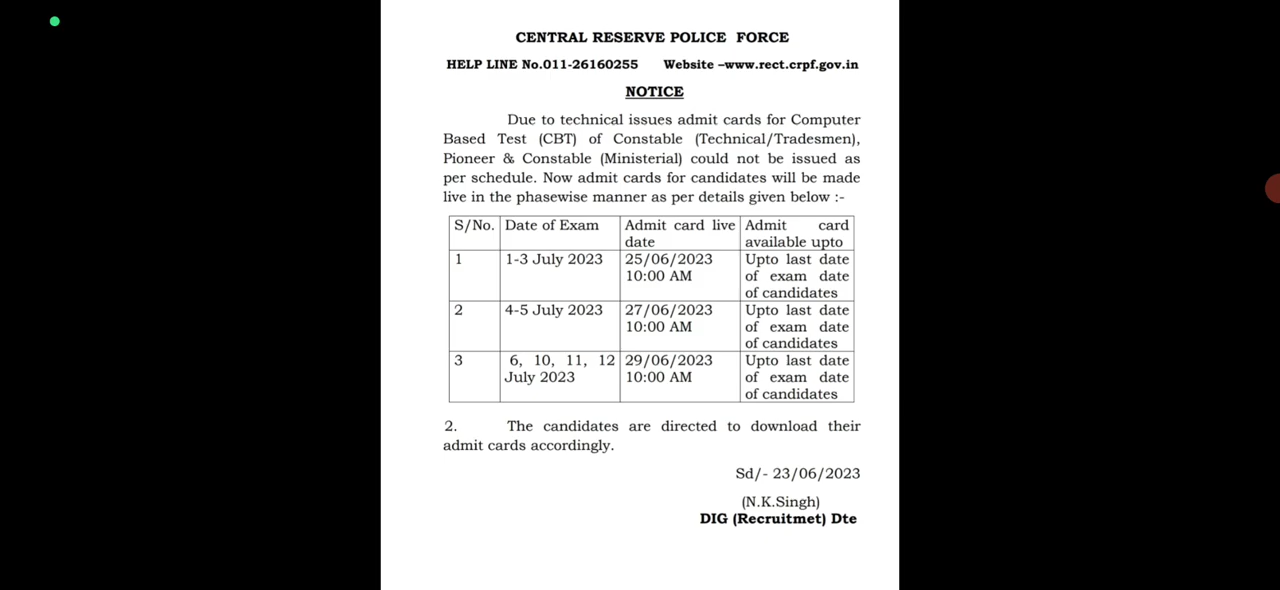 CENTRAL RESERVE POLICE FORCE
HELP LINE No.011-26160255 Website –www.rect.crpf.gov.in
NOTICE
Due to technical issues admit cards for Computer
Based Test (CBT) of Constable (Technical/Tradesmen),
Pioneer & Constable (Ministerial) could not be issued as
per schedule. Now admit cards for candidates will be made
live in the phasewise manner as per details given below :-
S/No. Date of Exam Admit card live Admit card
date available upto
1 1-3 July 2023 25/06/2023 Upto last date
10:00 AM of exam date
of candidates
2 4-5 July 2023 27/06/2023 Upto last date
10:00 AM of exam date
of candidates
3 6, 10, 11, 12 29/06/2023 Upto last date
July 2023 10:00 AM of exam date
of candidates
2. The candidates are directed to download their
admit cards accordingly.
Sd/- 23/06/2023
(N.K.Singh)
DIG (Recruitmet) Dte